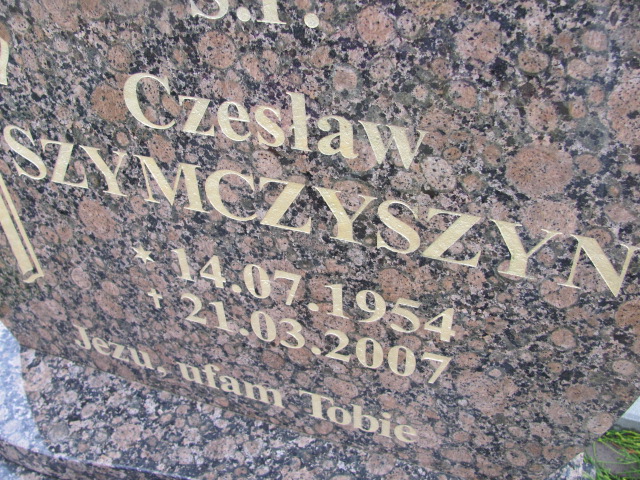 Ś.P.
Czesław
SZYMCZYSZYN
* 14.07.1954
† 21.03.2007
Jezu, ufam Tobie